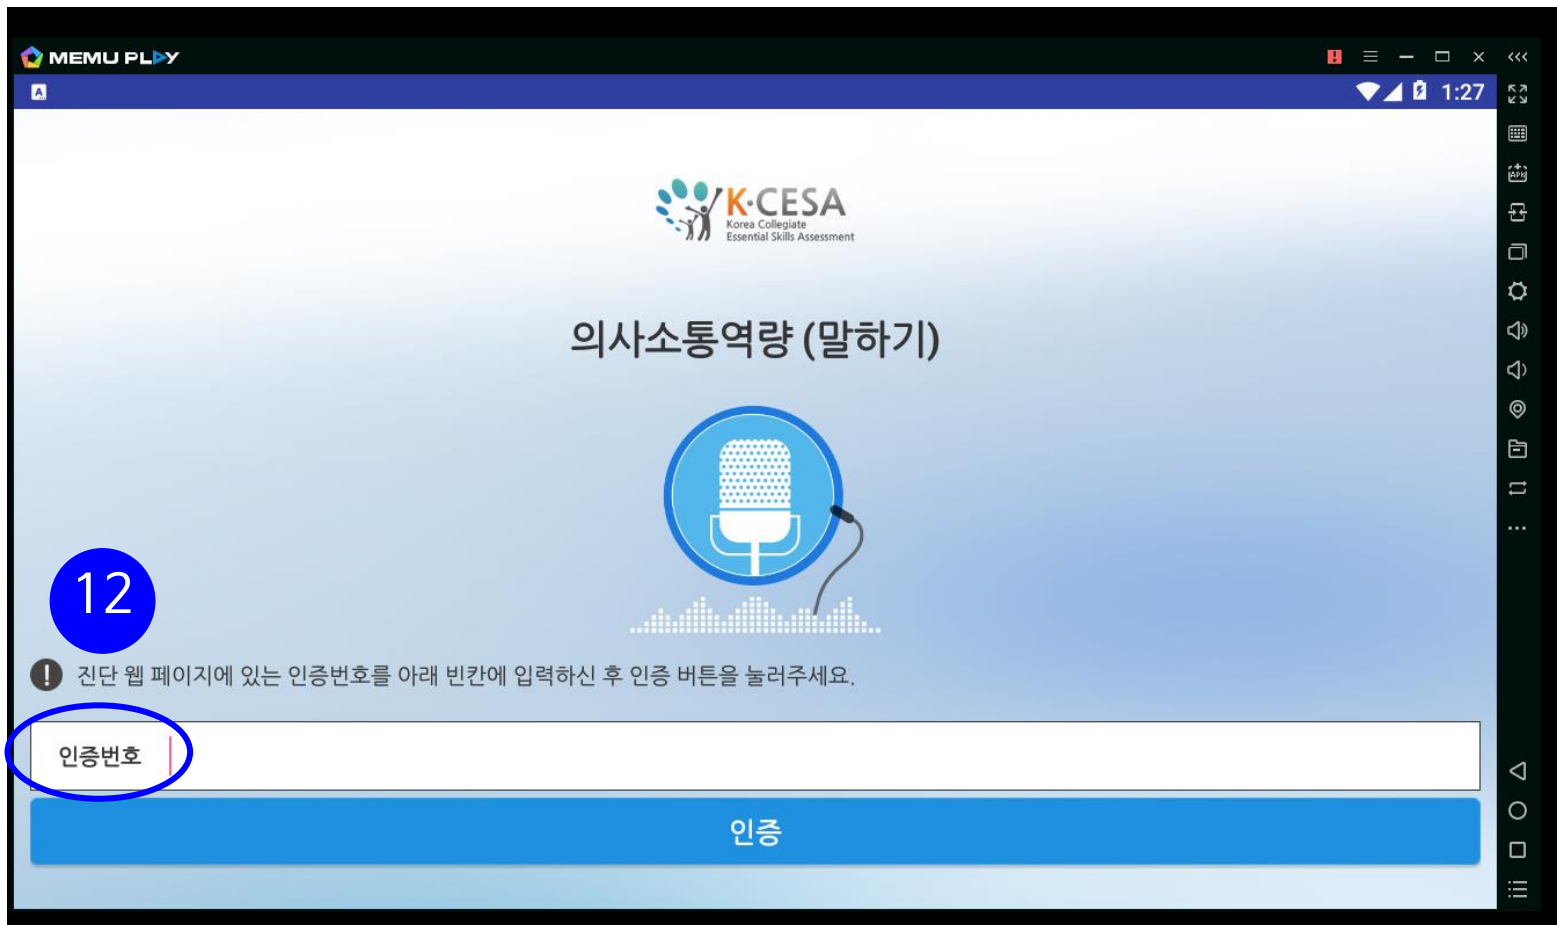 MEMU PLAY
A
1:27
APK
K·CESA
Korea Collegiate
Essential Skills Assessment
의사소통역량 (말하기)
12
! 진단 웹 페이지에 있는 인증번호를 아래 빈칸에 입력하신 후 인증 버튼을 눌러주세요.
인증번호
인증